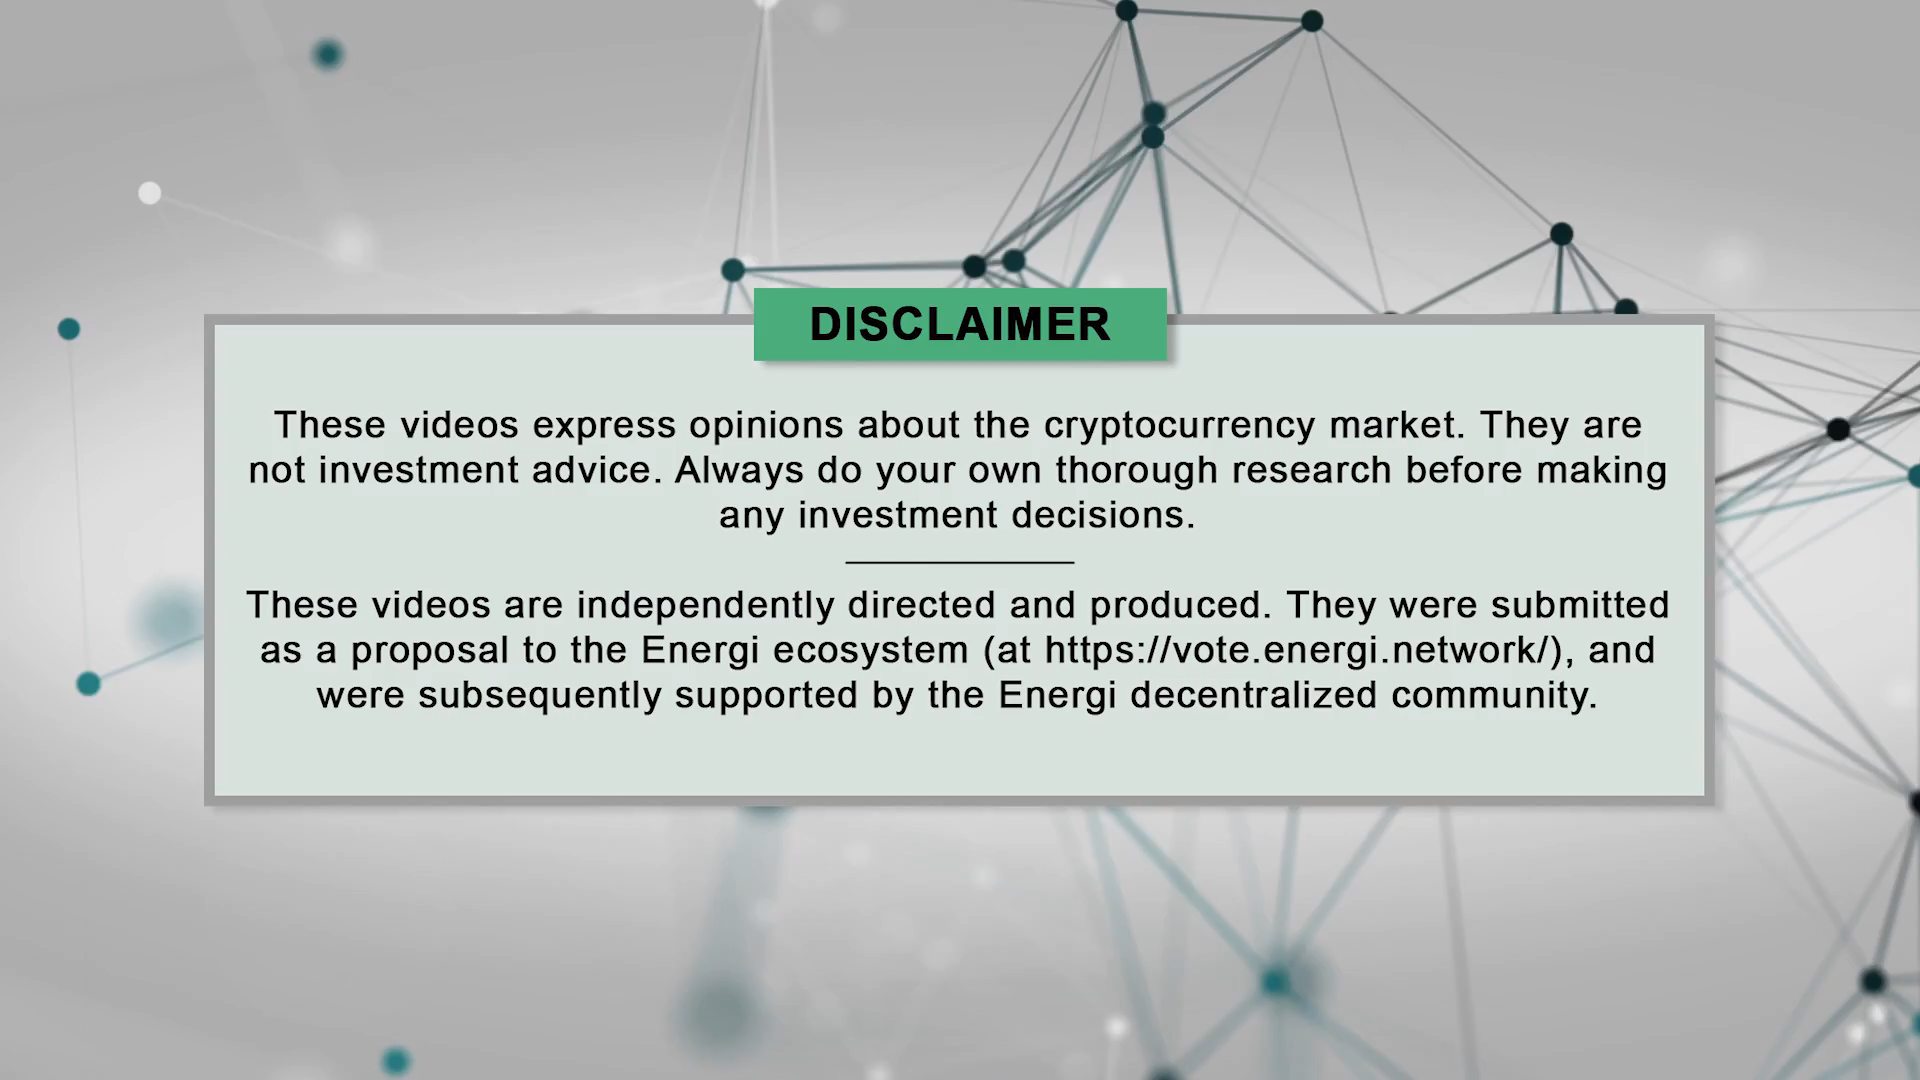 DISCLAIMER
These videos express opinions about the cryptocurrency market. They are
not investment advice. Always do your own thorough research before making
any investment decisions.
These videos are independently directed and produced. They were submitted
as a proposal to the Energi ecosystem (at https://vote.energi.network/), and
were subsequently supported by the Energi decentralized community.